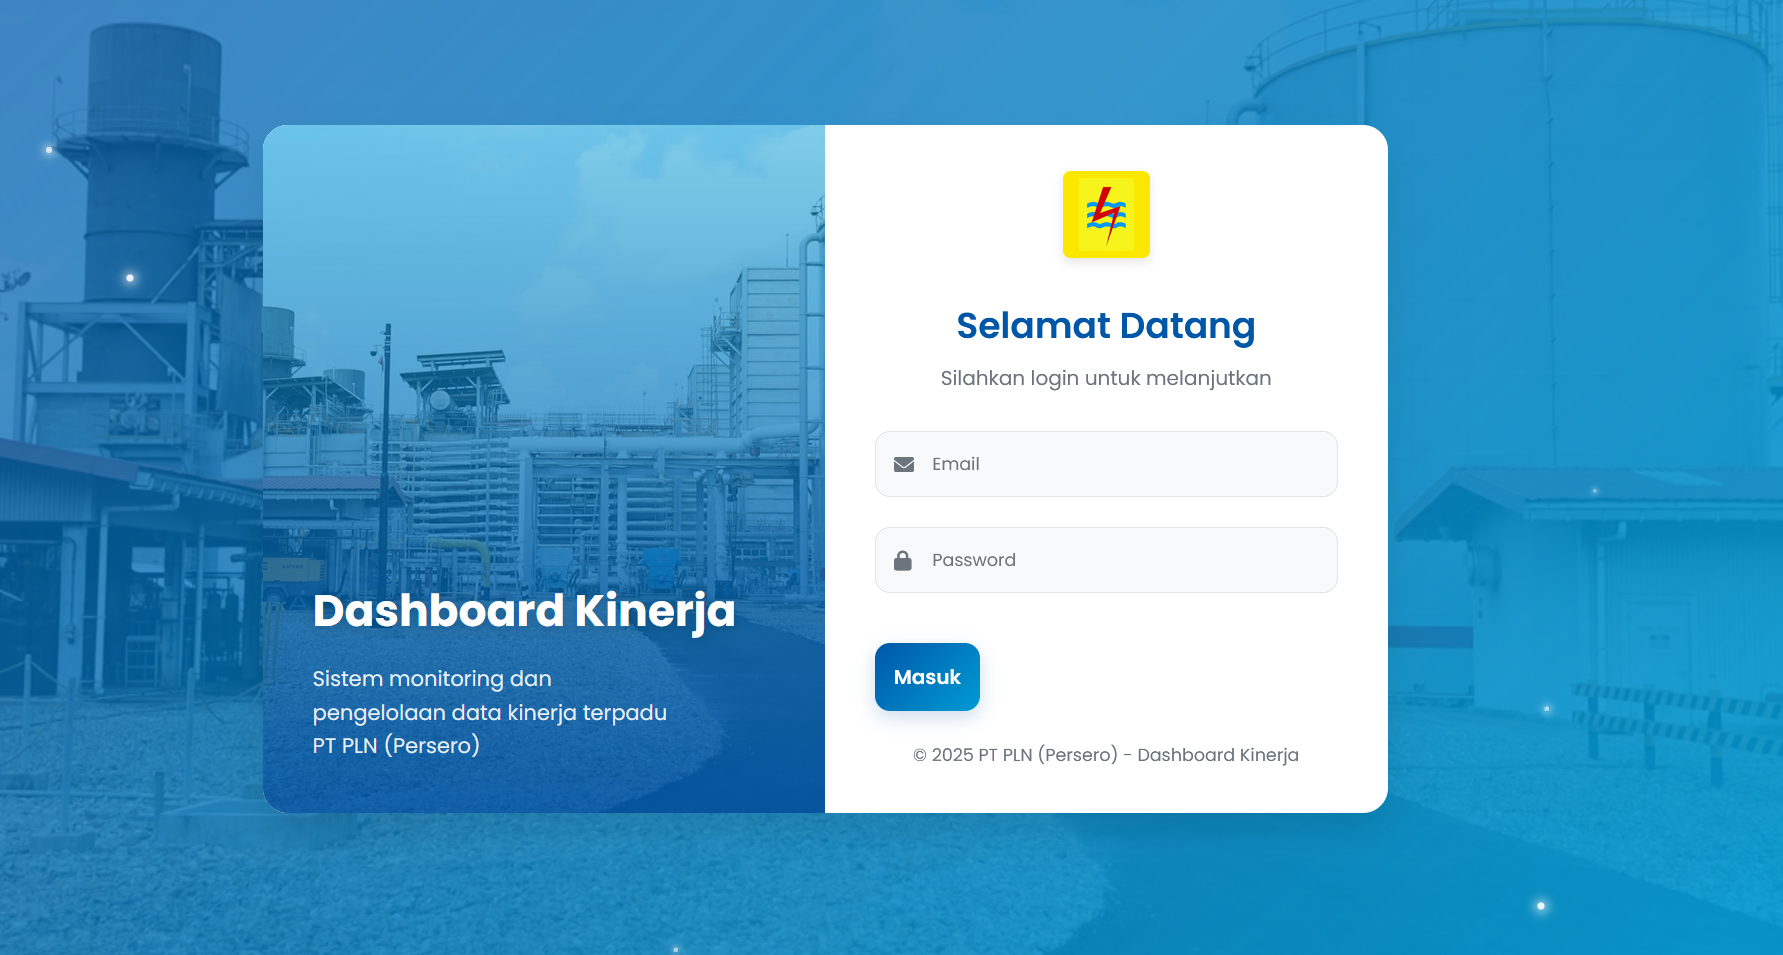 Dashboard Kinerja
Sistem monitoring dan
pengelolaan data kinerja terpadu
PT PLN (Persero)
Selamat Datang
Silahkan login untuk melanjutkan
Email
Password
Masuk
© 2025 PT PLN (Persero) - Dashboard Kinerja